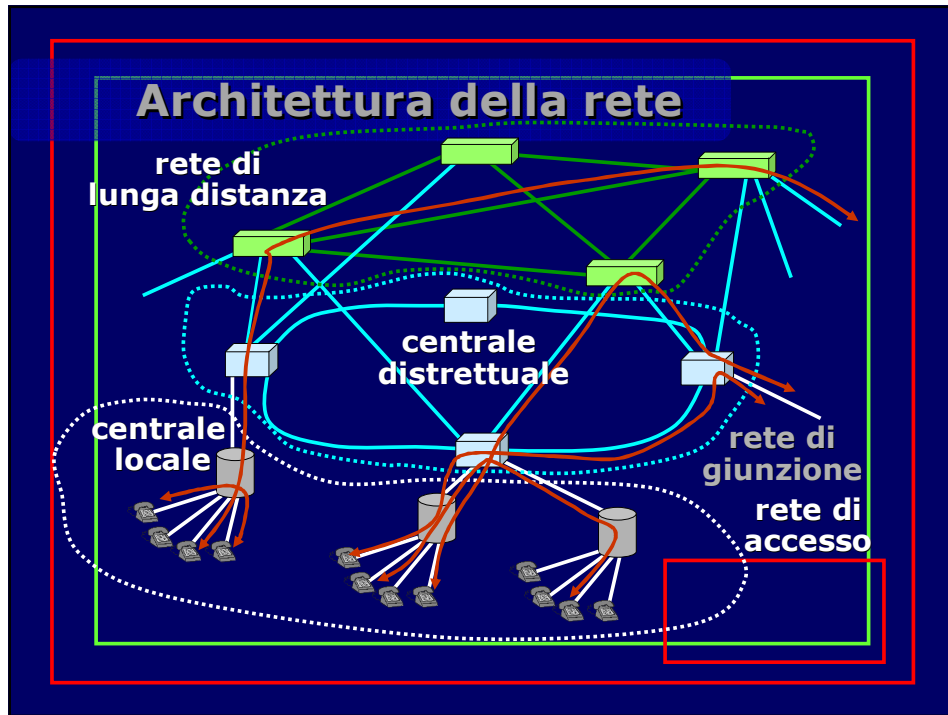 Architettura della rete
rete di
lunga distanza
centrale
distrettuale
centrale
locale
rete di
giunzione
rete di
accesso